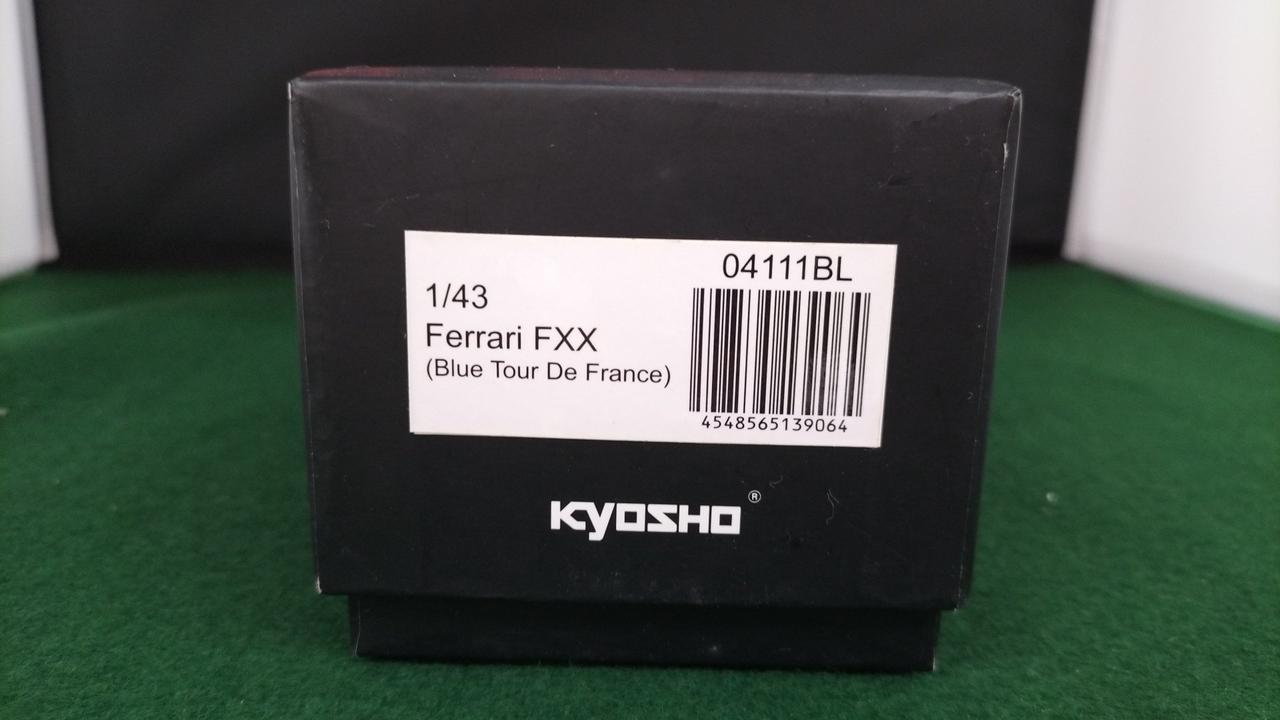 04111BL
1/43
Ferrari FXX
(Blue Tour De France)
4548565139064
KYOSHO®